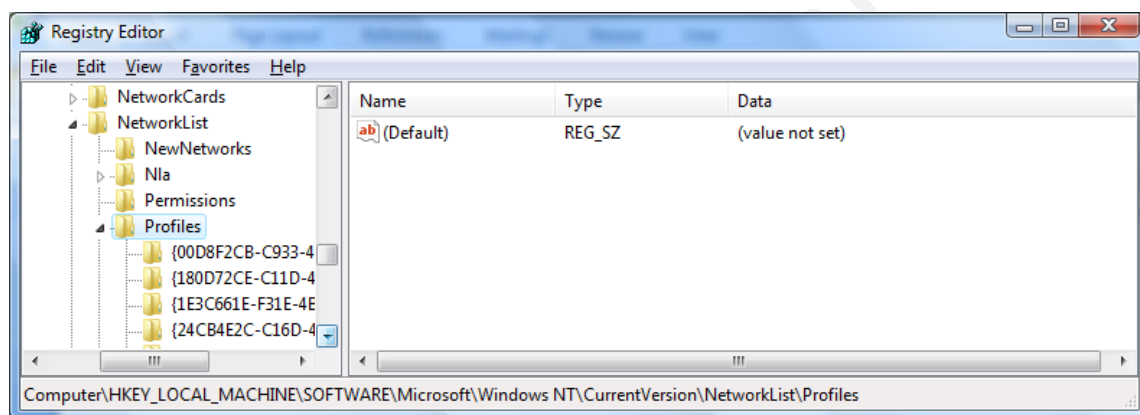 Registry Editor
File Edit View Favorites Help
NetworkCards
NetworkList
NewNetworks
Nla
Permissions
Profiles
{00D8F2CB-C933-4
{180D72CE-C11D-4
{1E3C661E-F31E-4E
{24CB4E2C-C16D-4
Name Type Data
ab (Default) REG_SZ (value not set)
Computer\HKEY_LOCAL_MACHINE\SOFTWARE\Microsoft\Windows NT\CurrentVersion\NetworkList\Profiles